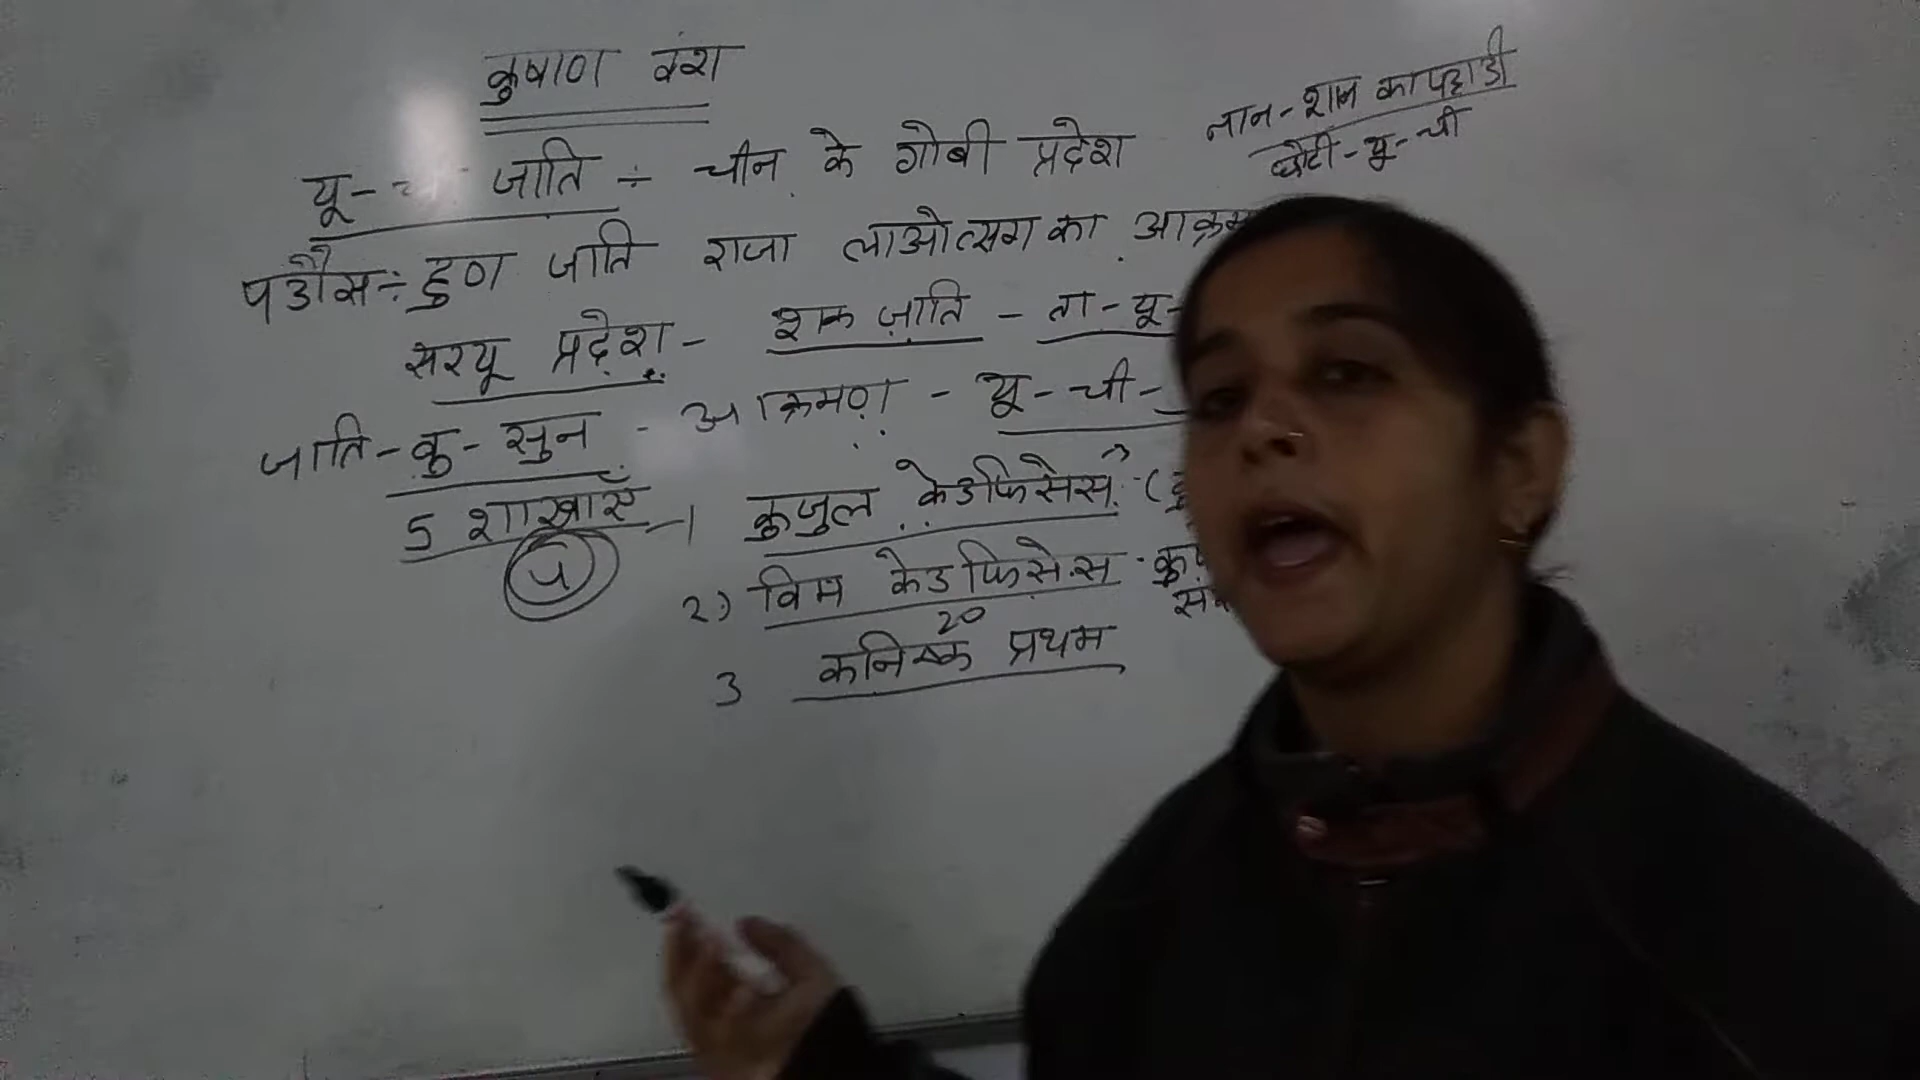 कुषाण वंश
लान-शान का पहाडी
छोटी-यू-ची
यू- जाति ÷ चीन के गोबी प्रदेश
पडौस ÷ हुण जाति राजा लाओत्सग का आक्रम
सरयू प्रदेश - शक जाति - ता-यू-
जाति-कु-सुन - आक्रमण - यू-ची-
5 शाखाएँ -1 कुजुल केडफिसेस (
2) विम केडफिसेस
20
3 कनिष्क प्रथम